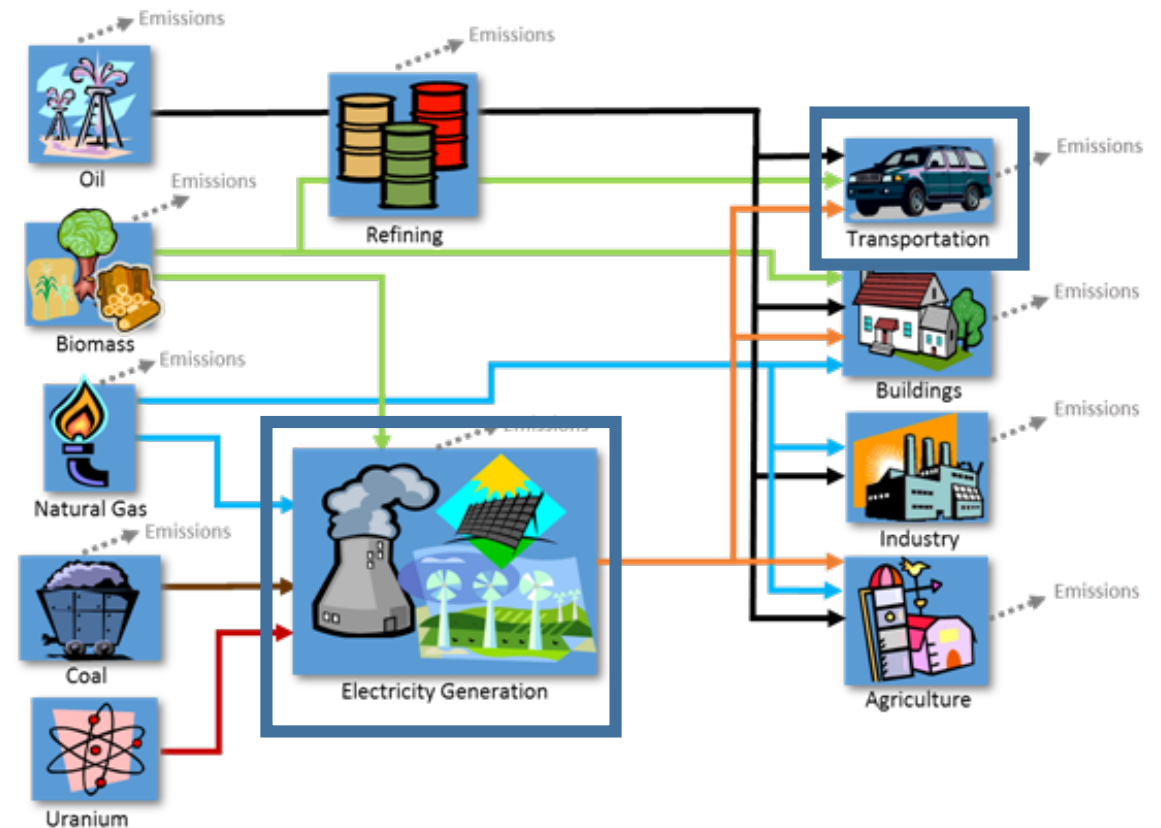 Emissions
Emissions
Oil
Refining
Emissions
Emissions
Transportation
Biomass
Emissions
Emissions
Buildings
Natural Gas
Emissions
Emissions
Industry
Emissions
Coal
Electricity Generation
Emissions
Agriculture
Uranium